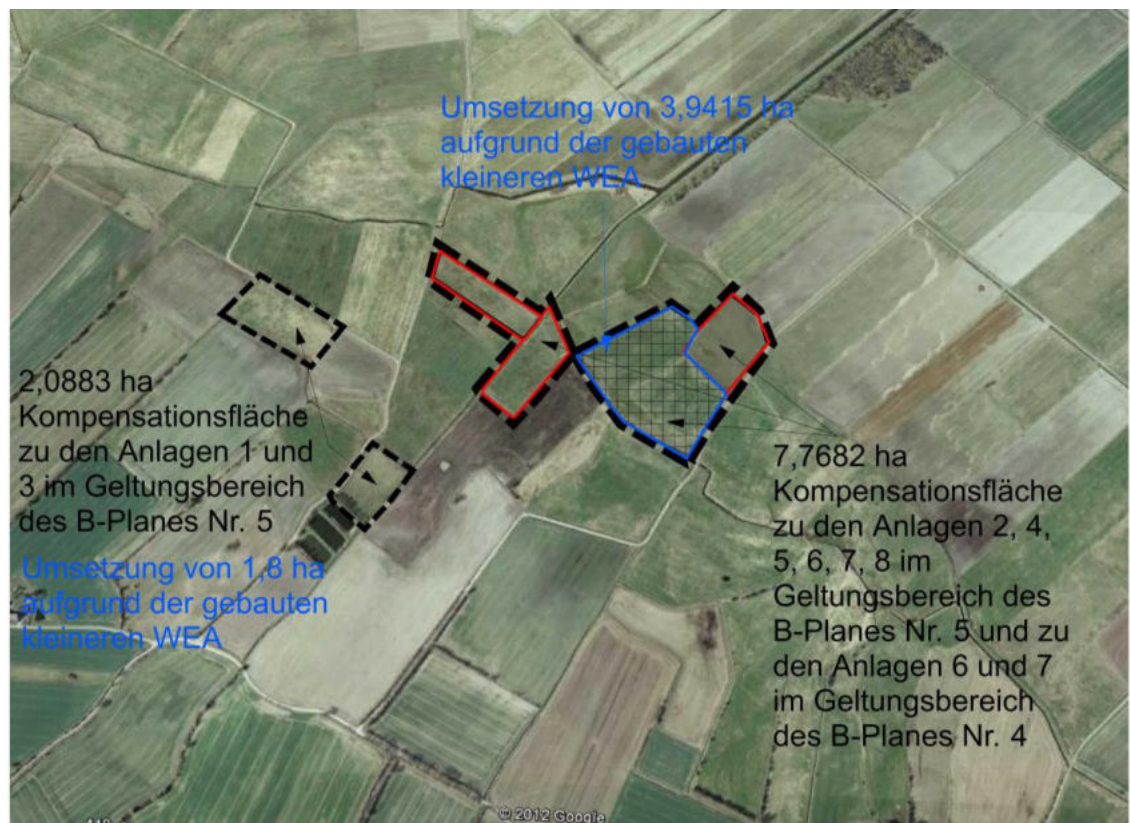 Umsetzung von 3,9415 ha
aufgrund der gebauten
kleineren WEA
2,0883 ha
Kompensationsfläche
zu den Anlagen 1 und
3 im Geltungsbereich
des B-Planes Nr. 5
Umsetzung von 1,8 ha
aufgrund der gebauten
kleineren WEA
7,7682 ha
Kompensationsfläche
zu den Anlagen 2, 4,
5, 6, 7, 8 im
Geltungsbereich des
B-Planes Nr. 5 und zu
den Anlagen 6 und 7
im Geltungsbereich
des B-Planes Nr. 4
© 2012 Google